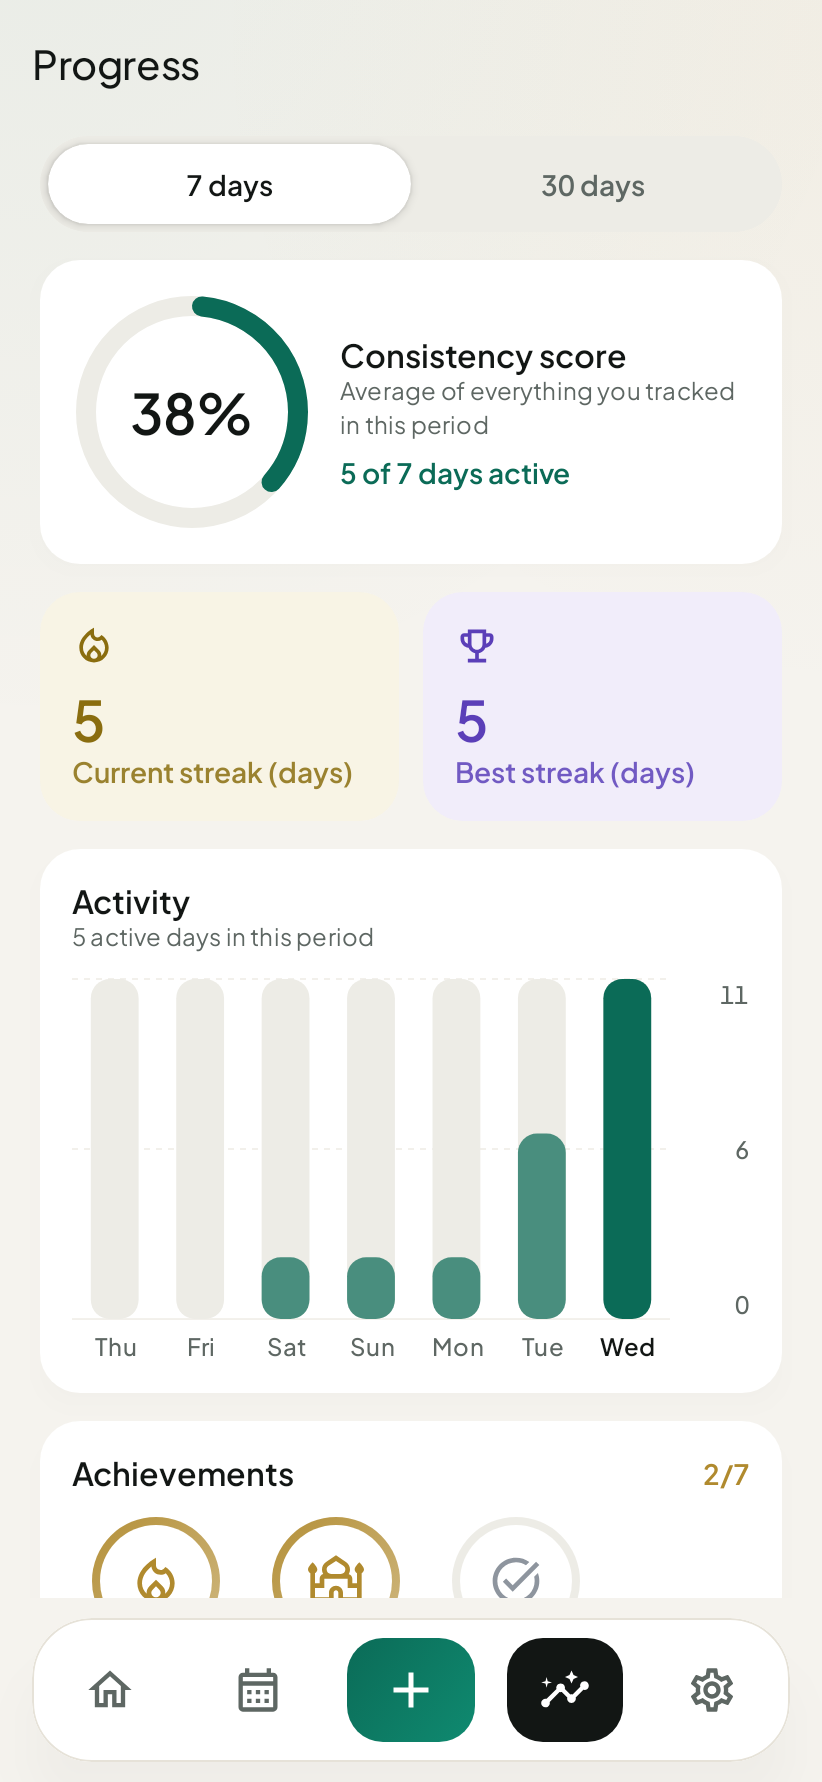 Progress
7 days
30 days
38%
Consistency score
Average of everything you tracked
in this period
5 of 7 days active
5
Current streak (days)
5
Best streak (days)
Activity
5 active days in this period
11
6
0
Thu
Fri
Sat
Sun
Mon
Tue
Wed
Achievements
2/7